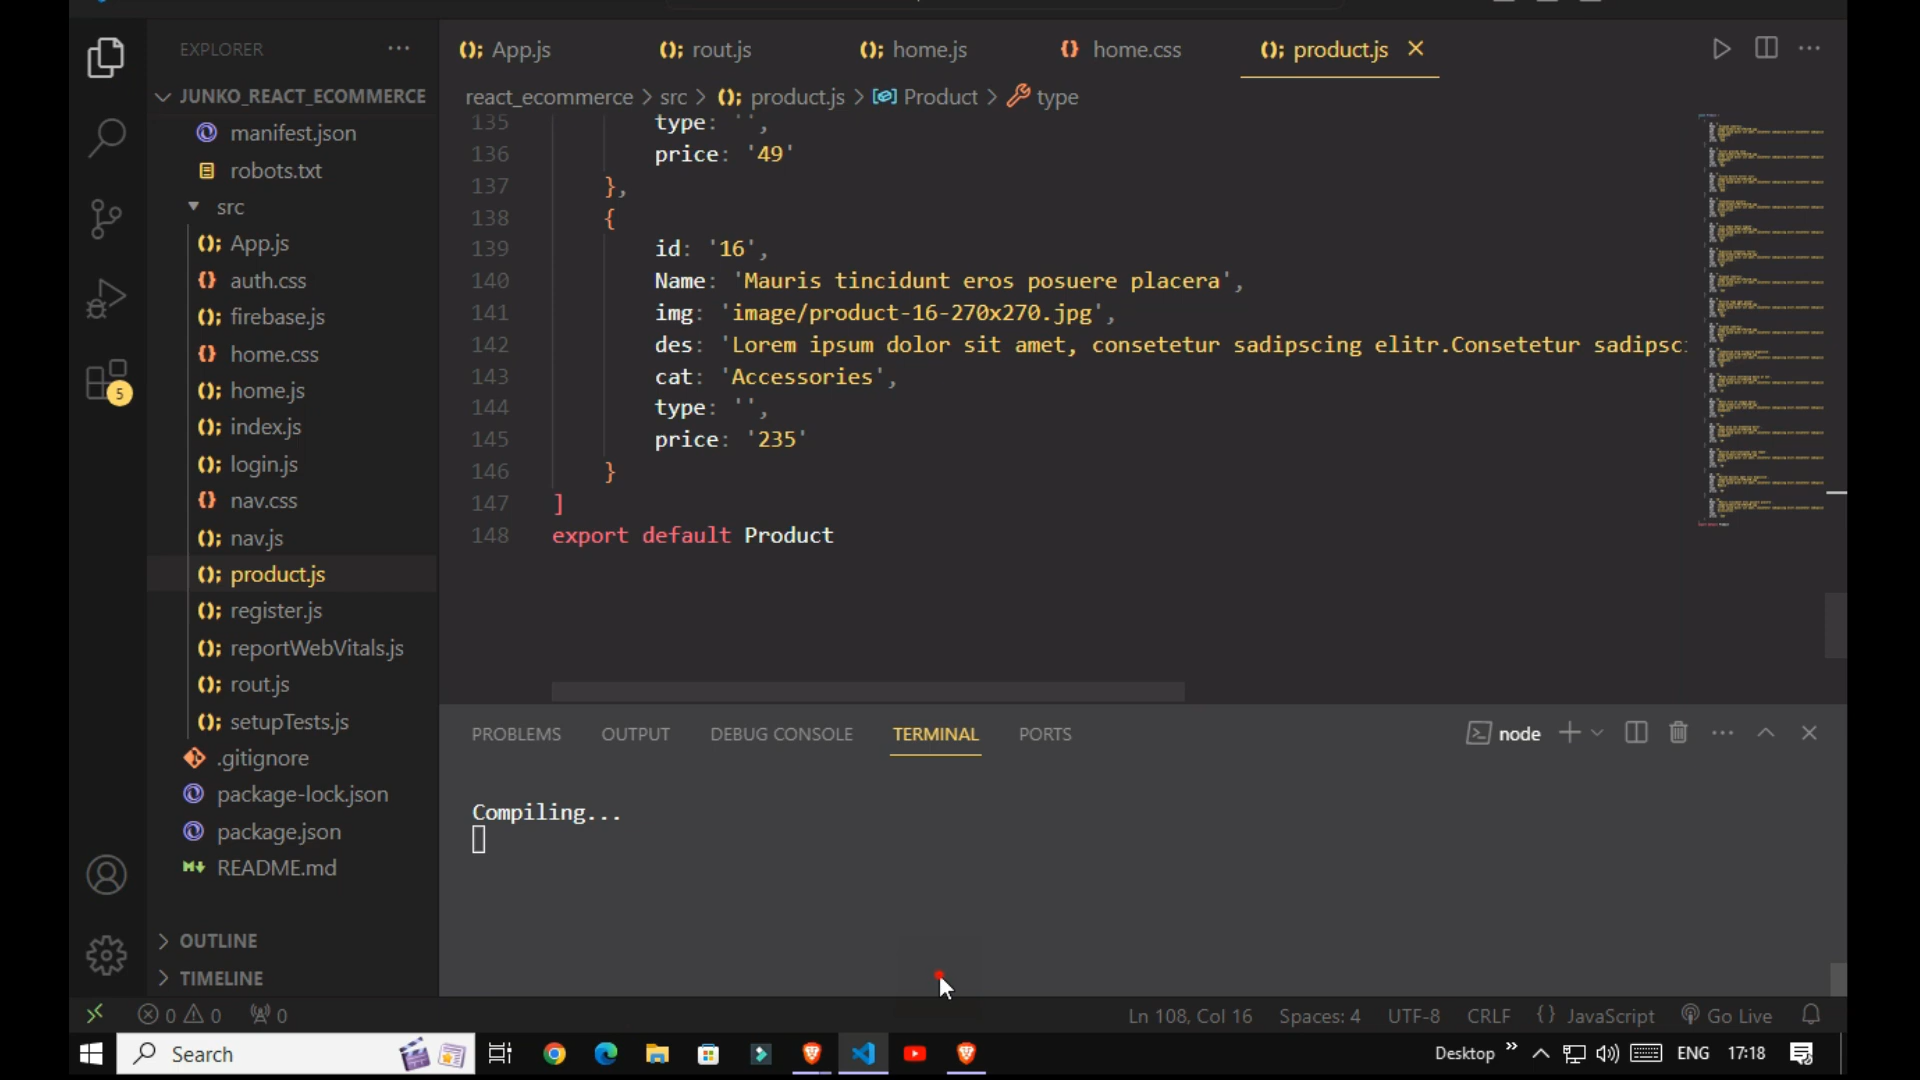 EXPLORER
App.js
rout.js
home.js
home.css
product.js
JUNKO_REACT_ECOMMERCE
react_ecommerce > src > product.js > Product > type
manifest.json
robots.txt
src
App.js
auth.css
firebase.js
home.css
home.js
index.js
login.js
nav.css
nav.js
product.js
register.js
reportWebVitals.js
rout.js
setupTests.js
.gitignore
package-lock.json
package.json
README.md
OUTLINE
TIMELINE
5
135 type: '',
136 price: '49'
137 },
138 {
139 id: '16',
140 Name: 'Mauris tincidunt eros posuere placera',
141 img: 'image/product-16-270x270.jpg',
142 des: 'Lorem ipsum dolor sit amet, consetetur sadipscing elitr.Consetetur sadipsc
143 cat: 'Accessories',
144 type: '',
145 price: '235'
146 }
147 ]
148 export default Product
PROBLEMS
OUTPUT
DEBUG CONSOLE
TERMINAL
PORTS
node
Compiling...
0 0 0
Ln 108, Col 16
Spaces: 4
UTF-8
CRLF
{} JavaScript
Go Live
Search
Desktop
ENG
17:18